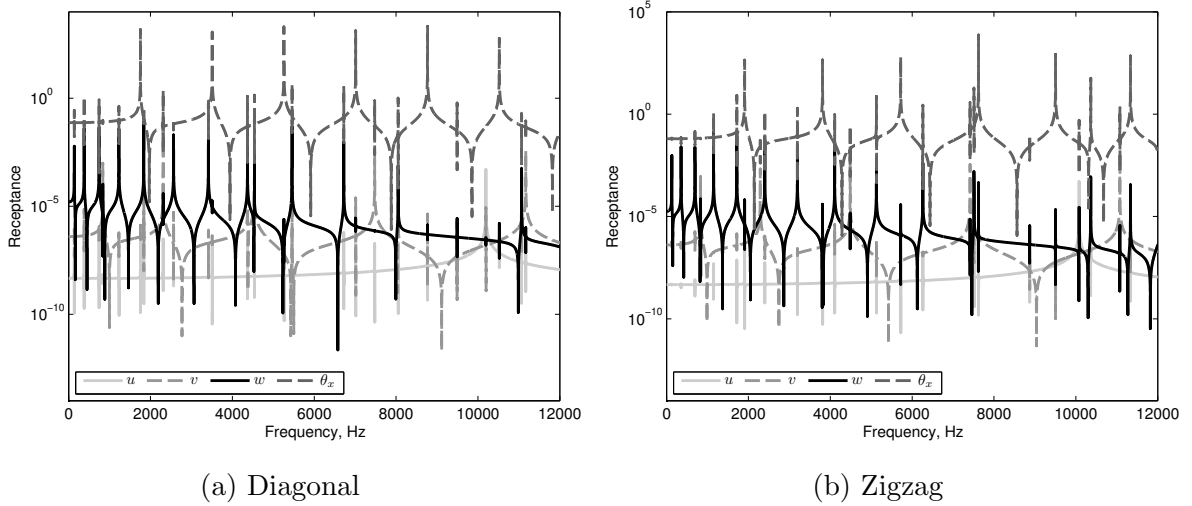 10^5
10^0
10^0
10^-5
10^-5
10^-10
10^-10
Receptance
Receptance
u v w θ_x
u v w θ_x
0 2000 4000 6000 8000 10000 12000
0 2000 4000 6000 8000 10000 12000
Frequency, Hz
Frequency, Hz
(a) Diagonal
(b) Zigzag